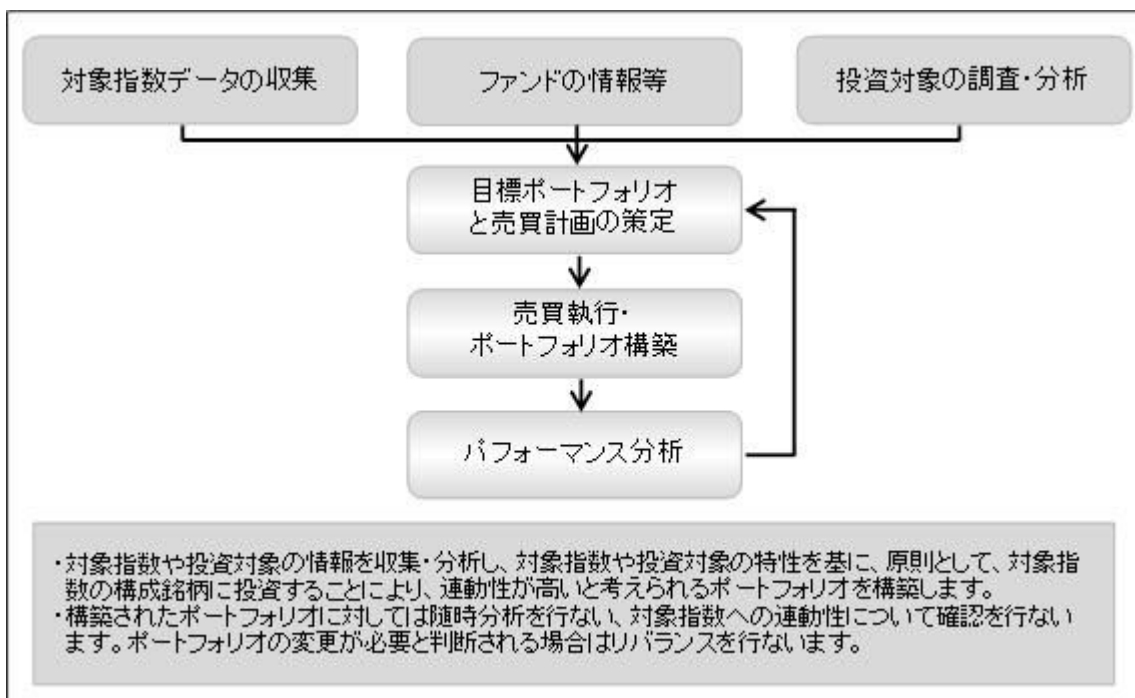 対象指数データの収集
ファンドの情報等
投資対象の調査・分析
目標ポートフォリオ
と売買計画の策定
売買執行・
ポートフォリオ構築
パフォーマンス分析
・対象指数や投資対象の情報を収集・分析し、対象指数や投資対象の特性を基に、原則として、対象指
数の構成銘柄に投資することにより、連動性が高いと考えられるポートフォリオを構築します。
・構築されたポートフォリオに対しては随時分析を行ない、対象指数への連動性について確認を行ない
ます。ポートフォリオの変更が必要と判断される場合はリバランスを行ないます。